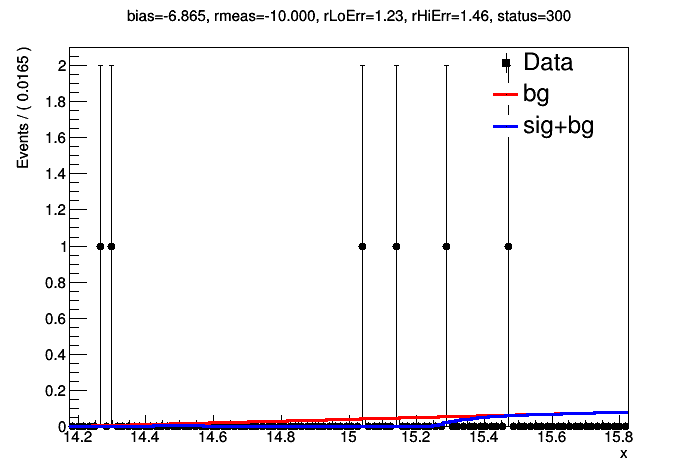 bias=-6.865, rmeas=-10.000, rLoErr=1.23, rHiErr=1.46, status=300
Events / ( 0.0165 )
2
1.8
1.6
1.4
1.2
1
0.8
0.6
0.4
0.2
0
Data
bg
sig+bg
14.2 14.4 14.6 14.8 15 15.2 15.4 15.6 15.8
x